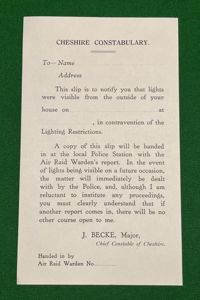 CHESHIRE CONSTABULARY.
To—Name
Address
This slip is to notify you that lights
were visible from the outside of your
house on at
, in contravention of the
Lighting Restrictions.
A copy of this slip will be handed
in at the local Police Station with the
Air Raid Warden's report. In the event
of lights being visible on a future occasion,
the matter will immediately be dealt
with by the Police, and, although I am
reluctant to institute any proceedings,
you must clearly understand that if
another report comes in, there will be no
other course open to me.
J. BECKE, Major,
Chief Constable of Cheshire.
Handed in by
Air Raid Warden No.